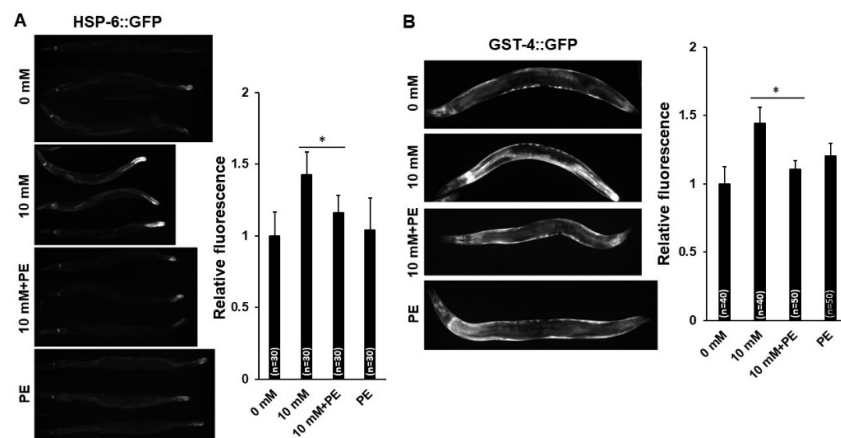 A
HSP-6::GFP
0 mM
10 mM
10 mM+PE
PE
Relative fluorescence
2
1.5
1
0.5
0
*
(n=30)
(n=30)
(n=30)
(n=30)
0 mM
10 mM
10 mM+PE
PE
B
GST-4::GFP
0 mM
10 mM
10 mM+PE
PE
Relative fluorescence
2
1.5
1
0.5
0
*
(n=40)
(n=40)
(n=50)
(n=50)
0 mM
10 mM
10 mM+PE
PE